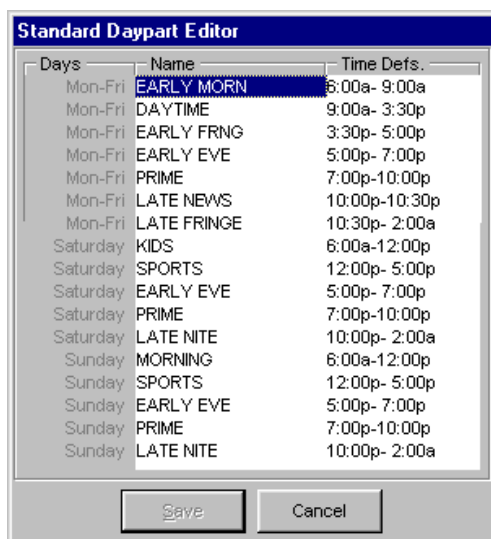 Standard Daypart Editor
Days Name Time Defs.
Mon-Fri EARLY MORN 6:00a- 9:00a
Mon-Fri DAYTIME 9:00a- 3:30p
Mon-Fri EARLY FRNG 3:30p- 5:00p
Mon-Fri EARLY EVE 5:00p- 7:00p
Mon-Fri PRIME 7:00p-10:00p
Mon-Fri LATE NEWS 10:00p-10:30p
Mon-Fri LATE FRINGE 10:30p- 2:00a
Saturday KIDS 6:00a-12:00p
Saturday SPORTS 12:00p- 5:00p
Saturday EARLY EVE 5:00p- 7:00p
Saturday PRIME 7:00p-10:00p
Saturday LATE NITE 10:00p- 2:00a
Sunday MORNING 6:00a-12:00p
Sunday SPORTS 12:00p- 5:00p
Sunday EARLY EVE 5:00p- 7:00p
Sunday PRIME 7:00p-10:00p
Sunday LATE NITE 10:00p- 2:00a
Save Cancel